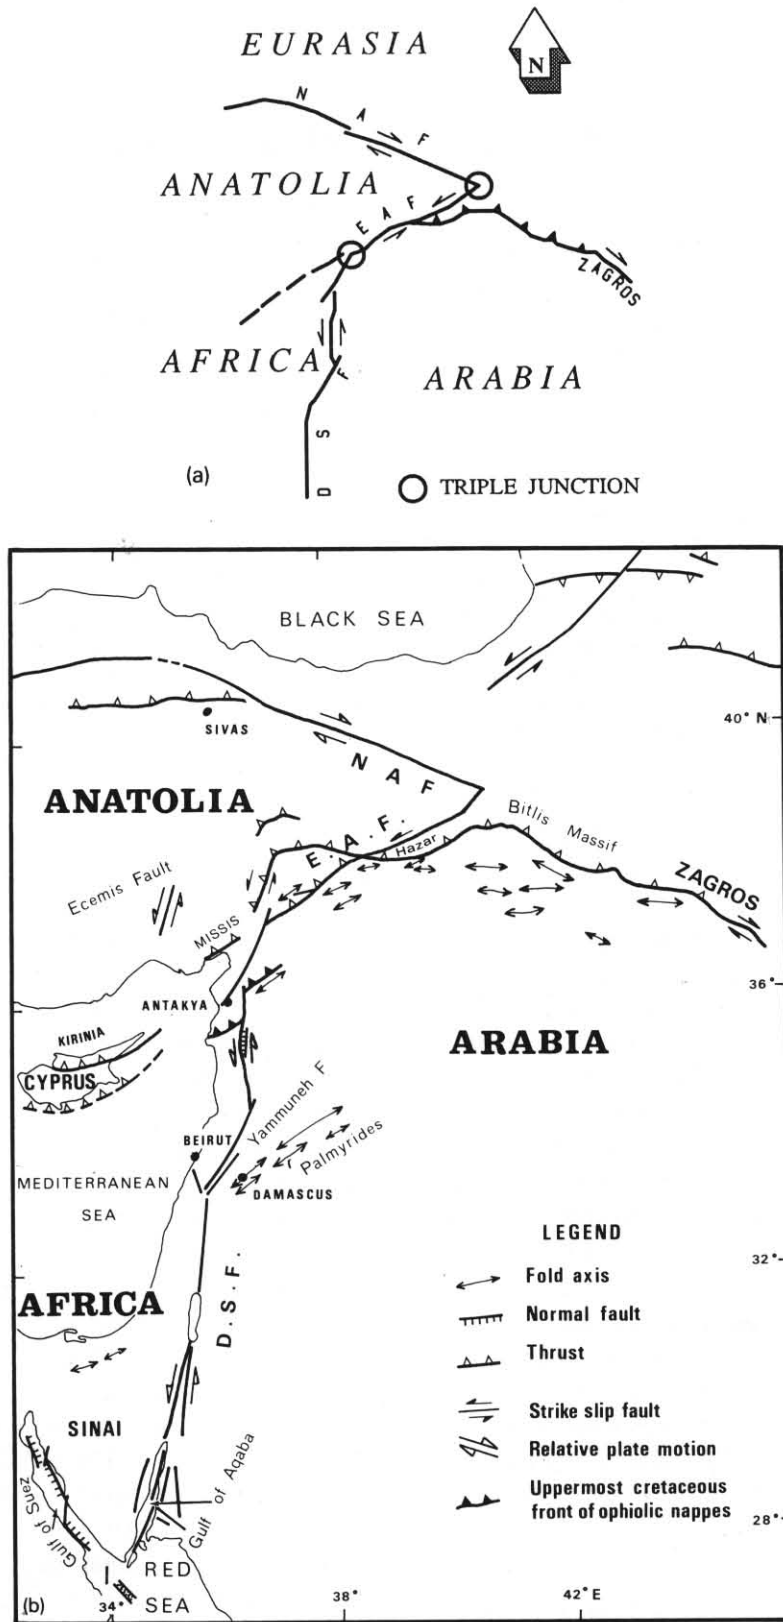 EURASIA
N
N A F
ANATOLIA
E A F
ZAGROS
AFRICA
ARABIA
D S F
(a)
TRIPLE JUNCTION
BLACK SEA
40° N
SIVAS
N A F
ANATOLIA
Bitlis Massif
E. A. F.
Hazar
ZAGROS
Ecemis Fault
MISSIS
36°
ANTAKYA
KIRINIA
ARABIA
CYPRUS
Yammuneh F
BEIRUT
Palmyrides
MEDITERRANEAN
SEA
DAMASCUS
LEGEND
32°
Fold axis
AFRICA
D. S. F.
Normal fault
Thrust
SINAI
Strike slip fault
Relative plate motion
Gulf of Suez
Gulf of Aqaba
Uppermost cretaceous
front of ophiolic nappes
28°
RED
SEA
(b)
34°
38°
42° E